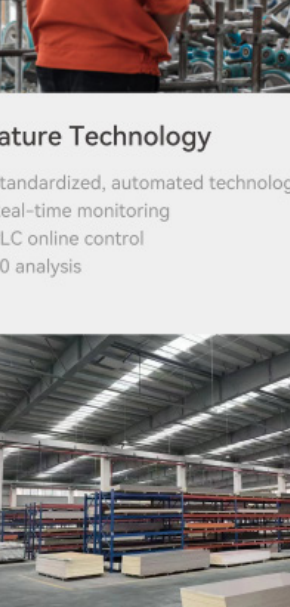 ature Technology
tandardized, automated technolog
eal-time monitoring
LC online control
0 analysis